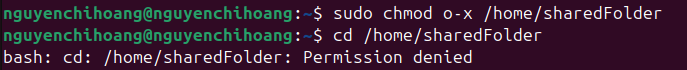 nguyenchihoang@nguyenchihoang:~$ sudo chmod o-x /home/sharedFolder
nguyenchihoang@nguyenchihoang:~$ cd /home/sharedFolder
bash: cd: /home/sharedFolder: Permission denied